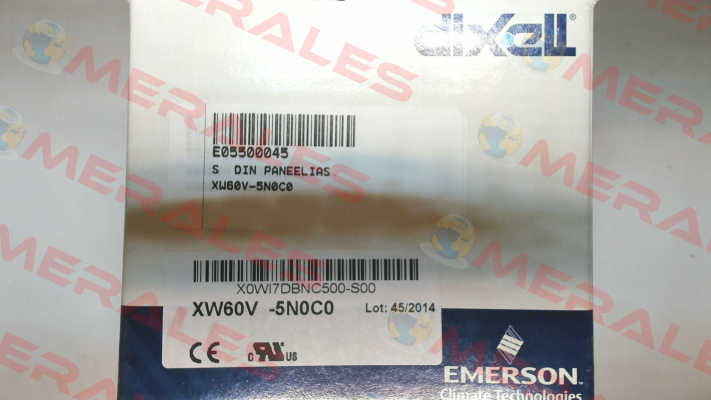 dixell
E05500045
S DIN PANEELIAS.
XW60V-5N0C0
X0WI7DBNC500-S00
XW60V -5N0C0 Lot: 45/2014
CE c UL US
EMERSON
Climate Technologies
MERALES
MERALES
MERALES
MERALES
MERALES